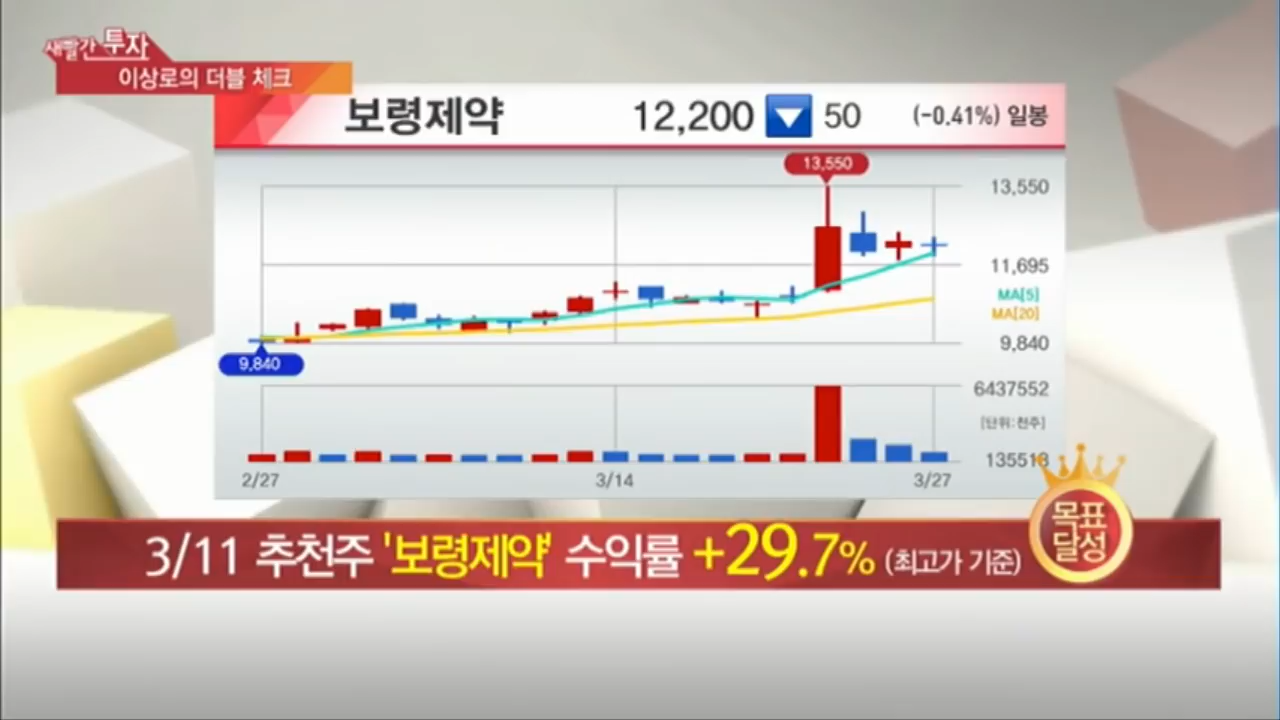 새빨간 투자
이상로의 더블 체크
보령제약 12,200 ▼ 50 (-0.41%) 일봉
13,550
13,550
11,695
MA[5]
MA[20]
9,840
9,840
6437552
[단위:천주]
135513
2/27 3/14 3/27
목표
달성
3/11 추천주 '보령제약' 수익률 +29.7% (최고가 기준)